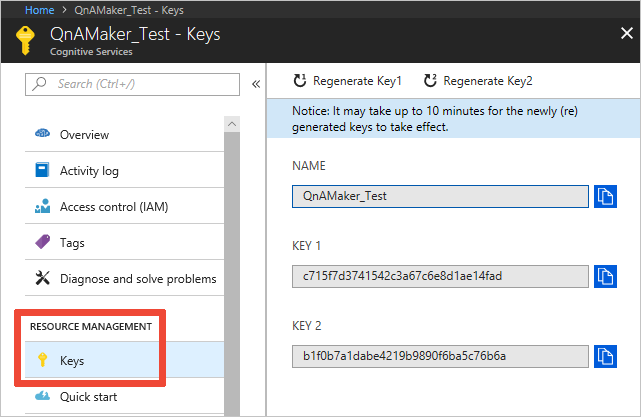 Home > QnAMaker_Test - Keys
QnAMaker_Test - Keys
Cognitive Services
Search (Ctrl+/)
Overview
Activity log
Access control (IAM)
Tags
Diagnose and solve problems
RESOURCE MANAGEMENT
Keys
Quick start
Regenerate Key1 Regenerate Key2
Notice: It may take up to 10 minutes for the newly (re)
generated keys to take effect.
NAME
QnAMaker_Test
KEY 1
c715f7d3741542c3a67c6e8d1ae14fad
KEY 2
b1f0b7a1dabe4219b9890f6ba5c76b6a